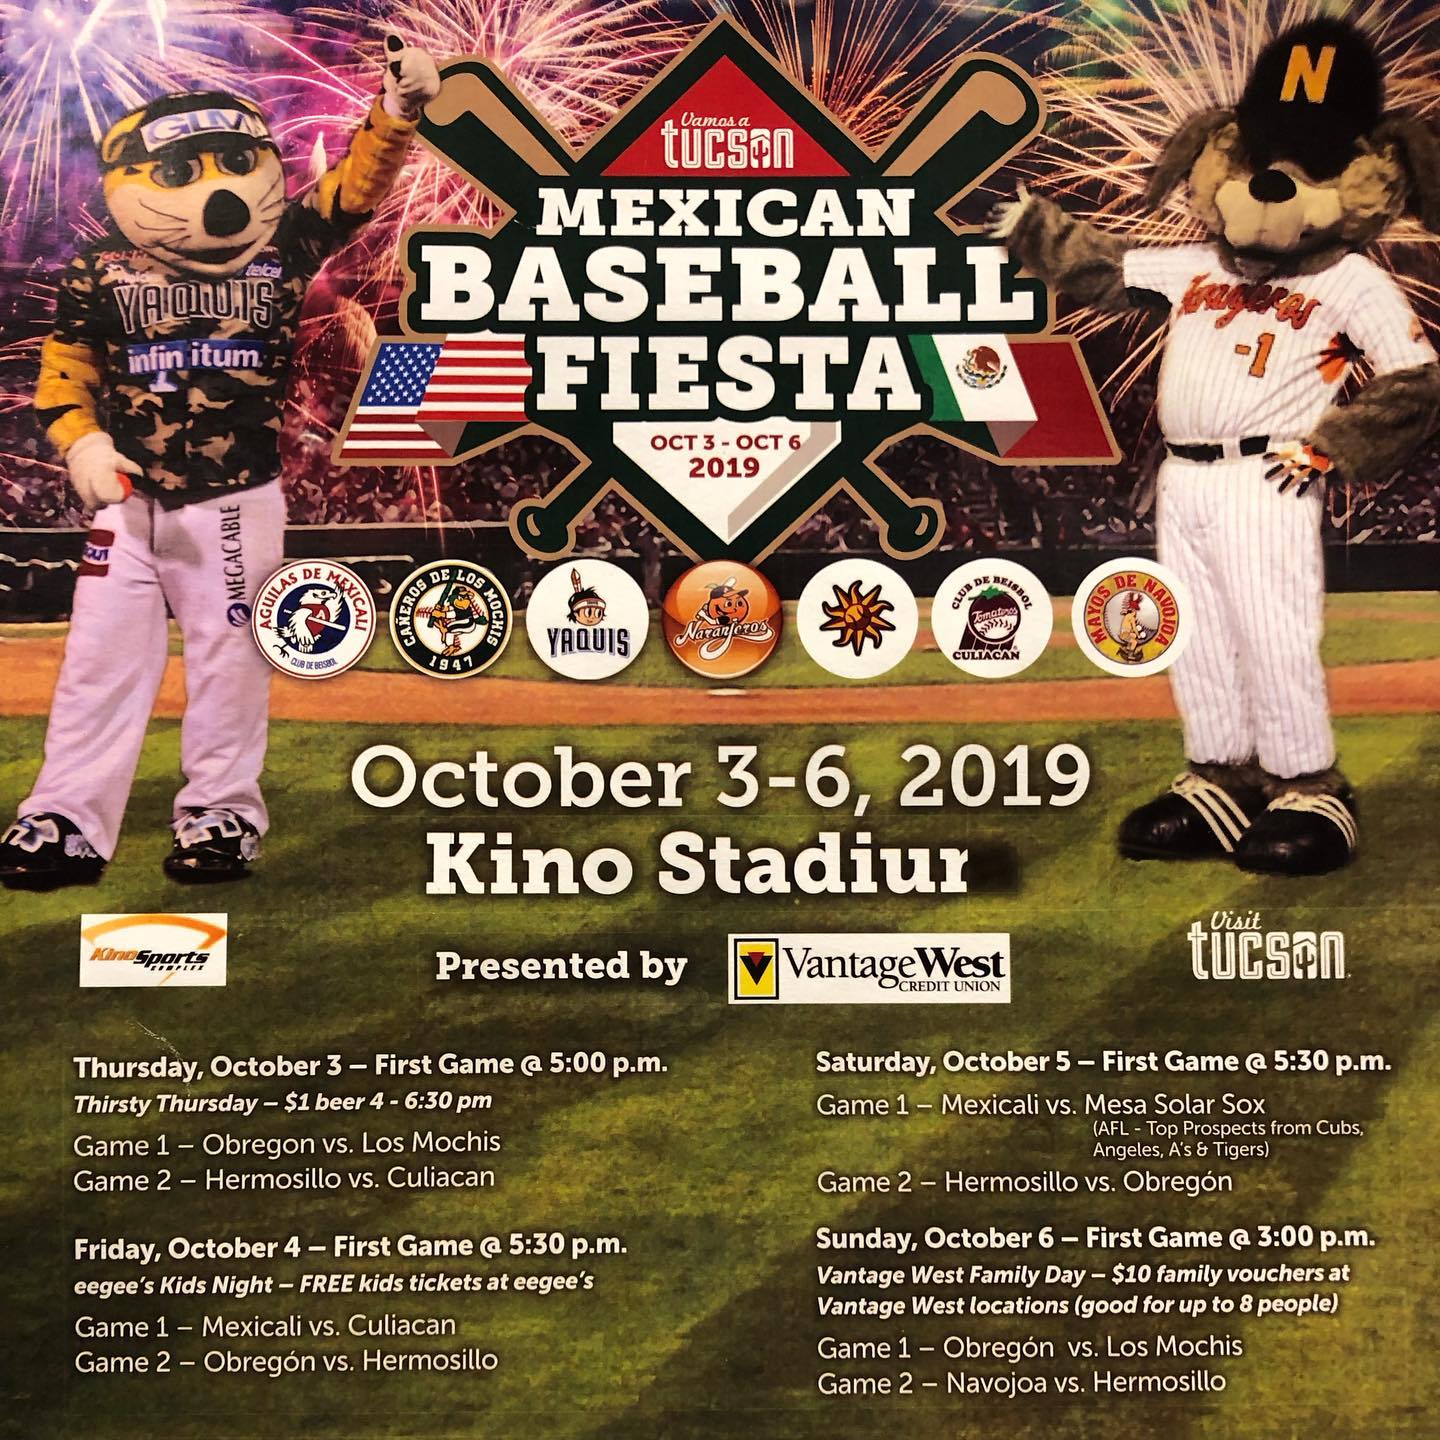 GUV
telcel
YAQUIS
infinitum
MEGACABLE
N
Naranjeros
-1
Vamos a
tucson
MEXICAN
BASEBALL
FIESTA
OCT 3 - OCT 6
2019
AGUILAS DE MEXICALI
CLUB DE BEISBOL
CAÑEROS DE LOS MOCHIS
1947
YAQUIS
Naranjeros
CLUB DE BEISBOL
Tomateros
CULIACAN
MAYOS DE NAVOJOA
October 3-6, 2019
Kino Stadiur
KinoSports
COMPLEX
Presented by
VantageWest
CREDIT UNION
Visit
tucson
Thursday, October 3 – First Game @ 5:00 p.m.
Thirsty Thursday – $1 beer 4 - 6:30 pm
Game 1 – Obregon vs. Los Mochis
Game 2 – Hermosillo vs. Culiacan
Friday, October 4 – First Game @ 5:30 p.m.
eegee's Kids Night – FREE kids tickets at eegee's
Game 1 – Mexicali vs. Culiacan
Game 2 – Obregón vs. Hermosillo
Saturday, October 5 – First Game @ 5:30 p.m.
Game 1 – Mexicali vs. Mesa Solar Sox
(AFL - Top Prospects from Cubs,
Angeles, A's & Tigers)
Game 2 – Hermosillo vs. Obregón
Sunday, October 6 – First Game @ 3:00 p.m.
Vantage West Family Day – $10 family vouchers at
Vantage West locations (good for up to 8 people)
Game 1 – Obregón vs. Los Mochis
Game 2 – Navojoa vs. Hermosillo